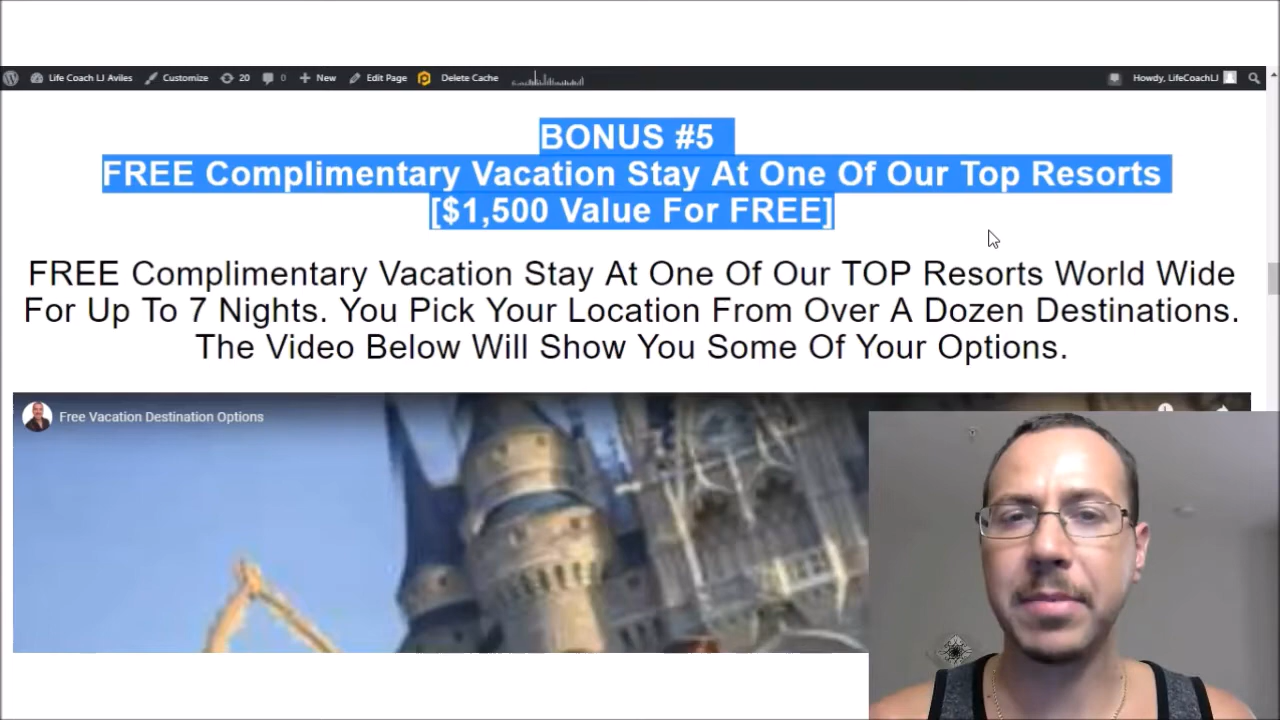 Life Coach LJ Aviles Customize 20 0 New Edit Page Delete Cache Howdy, LifeCoachLJ
BONUS #5
FREE Complimentary Vacation Stay At One Of Our Top Resorts
[$1,500 Value For FREE]
FREE Complimentary Vacation Stay At One Of Our TOP Resorts World Wide
For Up To 7 Nights. You Pick Your Location From Over A Dozen Destinations.
The Video Below Will Show You Some Of Your Options.
Free Vacation Destination Options